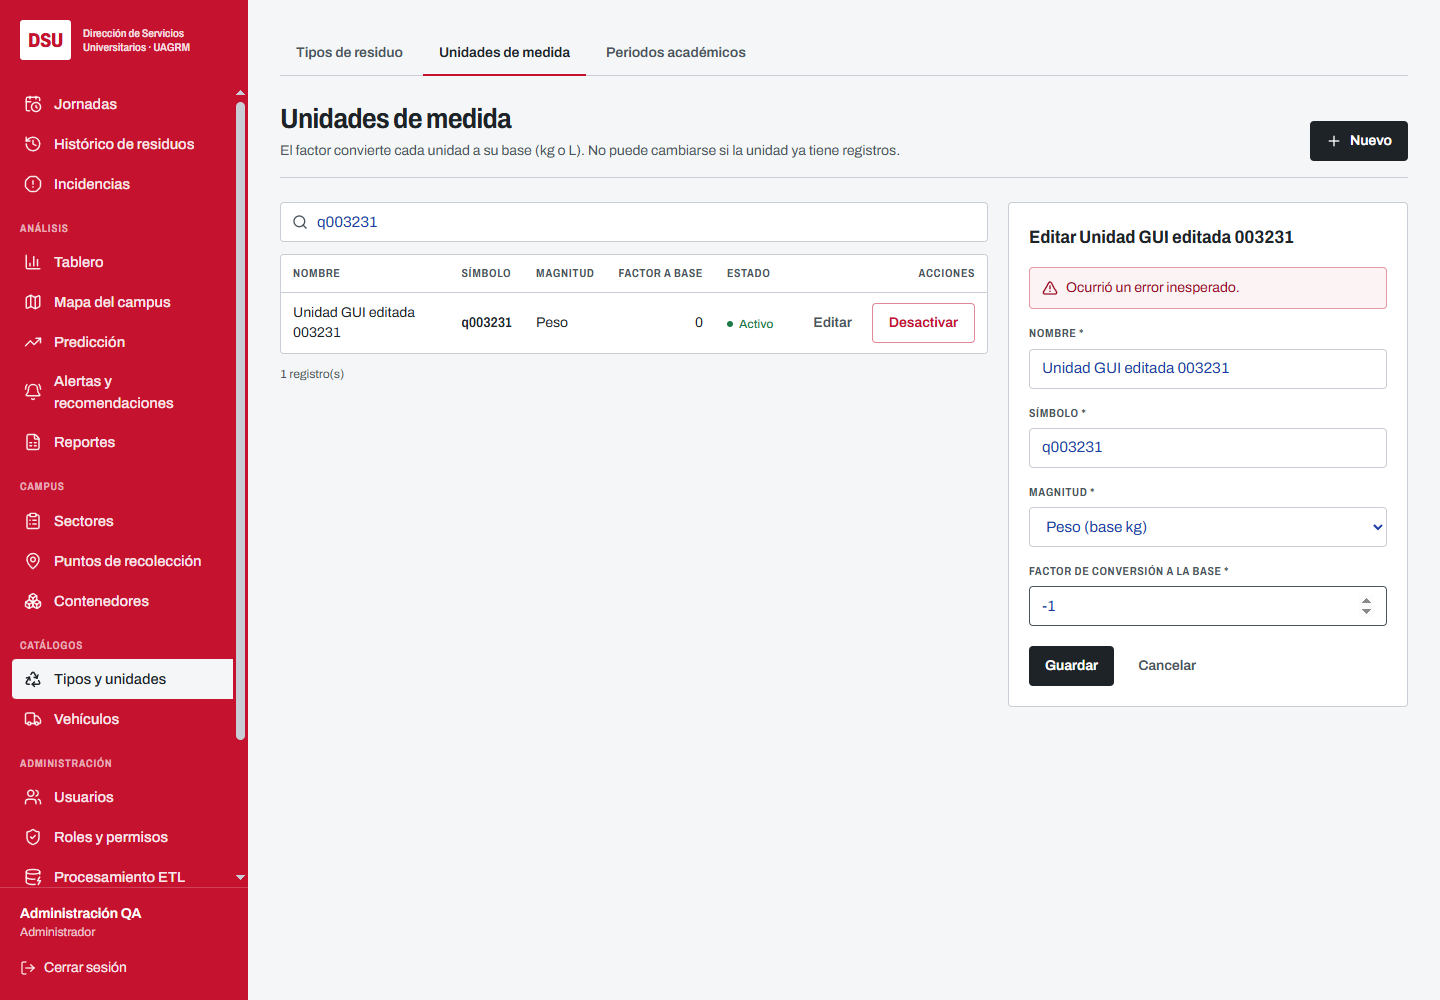 DSU
Dirección de Servicios
Universitarios · UAGRM
Jornadas
Histórico de residuos
Incidencias
ANÁLISIS
Tablero
Mapa del campus
Predicción
Alertas y
recomendaciones
Reportes
CAMPUS
Sectores
Puntos de recolección
Contenedores
CATÁLOGOS
Tipos y unidades
Vehículos
ADMINISTRACIÓN
Usuarios
Roles y permisos
Procesamiento ETL
Administración QA
Administrador
Cerrar sesión
Tipos de residuo Unidades de medida Periodos académicos
Unidades de medida
El factor convierte cada unidad a su base (kg o L). No puede cambiarse si la unidad ya tiene registros.
+ Nuevo
q003231
NOMBRE SÍMBOLO MAGNITUD FACTOR A BASE ESTADO ACCIONES
Unidad GUI editada
003231
q003231 Peso 0 Activo Editar Desactivar
1 registro(s)
Editar Unidad GUI editada 003231
Ocurrió un error inesperado.
NOMBRE *
Unidad GUI editada 003231
SÍMBOLO *
q003231
MAGNITUD *
Peso (base kg)
FACTOR DE CONVERSIÓN A LA BASE *
-1
Guardar Cancelar